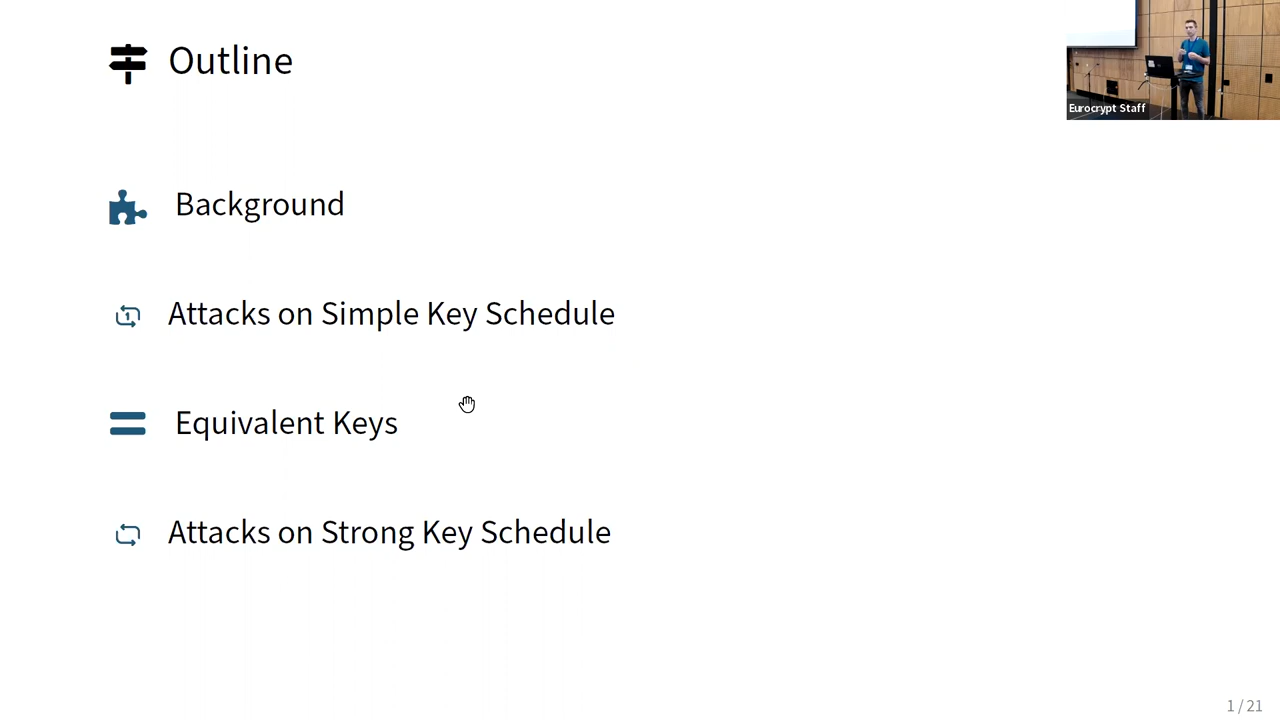 Outline
Eurocrypt Staff
Background
Attacks on Simple Key Schedule
Equivalent Keys
Attacks on Strong Key Schedule
1 / 21